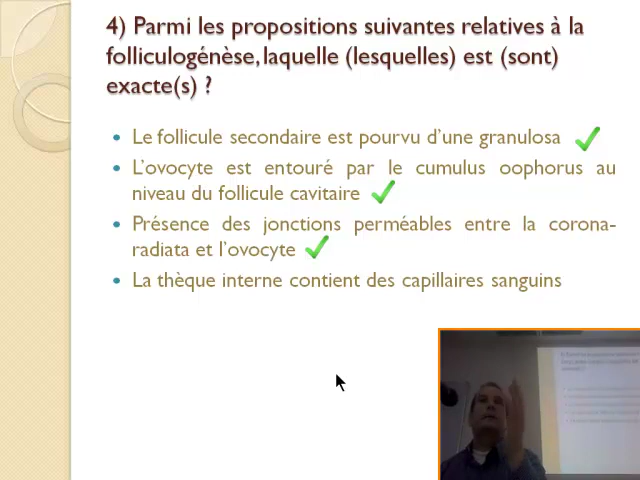 4) Parmi les propositions suivantes relatives à la
folliculogénèse, laquelle (lesquelles) est (sont)
exacte(s) ?
Le follicule secondaire est pourvu d'une granulosa
L'ovocyte est entouré par le cumulus oophorus au
niveau du follicule cavitaire
Présence des jonctions perméables entre la corona-
radiata et l'ovocyte
La thèque interne contient des capillaires sanguins